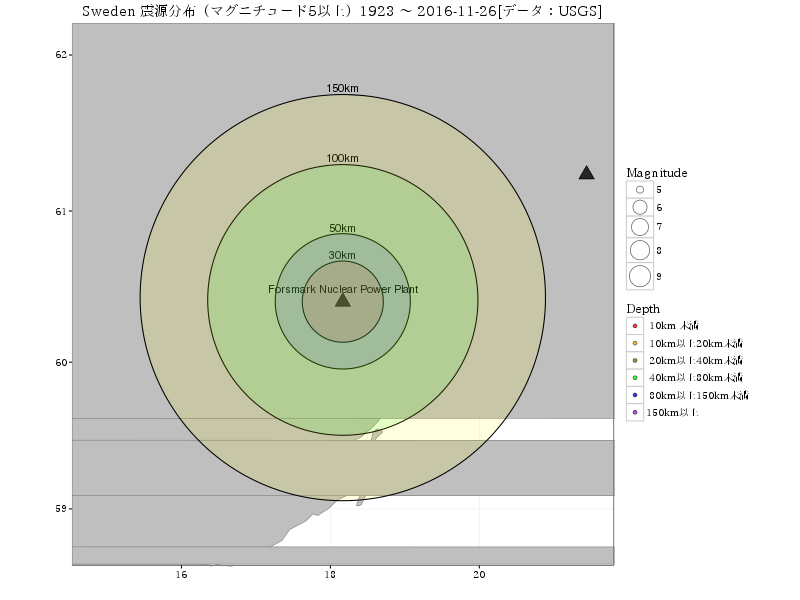 Sweden 震源分布（マグニチュード5以上）1923 ～ 2016-11-26[データ：USGS]
150km
100km
50km
30km
Forsmark Nuclear Power Plant
62
61
60
59
16
18
20
Magnitude
5
6
7
8
9
Depth
10km 未満
10km以上20km未満
20km以上40km未満
40km以上80km未満
80km以上150km未満
150km以上